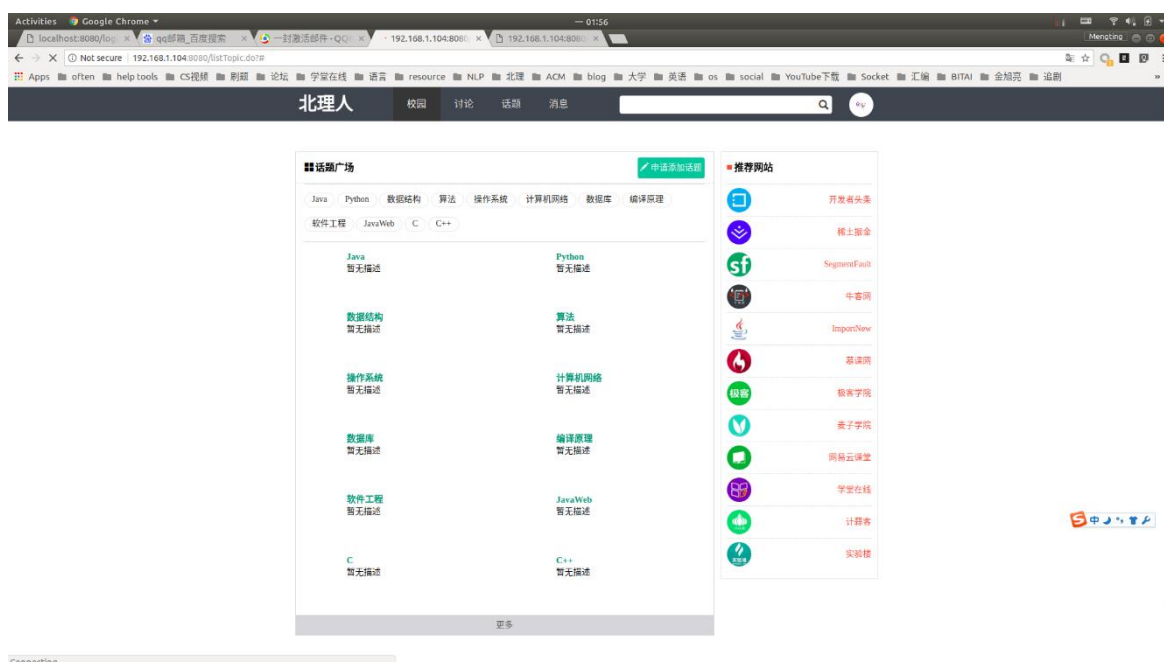 Activities Google Chrome 01:56
localhost:8080/log qq邮箱_百度搜索 一封激活邮件 - QQ 192.168.1.104:8080 192.168.1.104:8080 Mengting
Not secure 192.168.1.104:8080/listTopic.do?#
Apps often help tools CS视频 刷题 论坛 学堂在线 语言 resource NLP 北理 ACM blog 大学 英语 os social YouTube下载 Socket 汇编 BITAI 金旭亮 追剧 »
北理人 校园 讨论 话题 消息
话题广场 申请添加话题
Java Python 数据结构 算法 操作系统 计算机网络 数据库 编译原理
软件工程 JavaWeb C C++
Java Python
暂无描述 暂无描述
数据结构 算法
暂无描述 暂无描述
操作系统 计算机网络
暂无描述 暂无描述
数据库 编译原理
暂无描述 暂无描述
软件工程 JavaWeb
暂无描述 暂无描述
C C++
暂无描述 暂无描述
更多
推荐网站
开发者头条
稀土掘金
sf SegmentFault
牛客网
ImportNew
慕课网
极客 极客学院
麦子学院
网易云课堂
学堂在线
计蒜客
实验楼
中
Connecting